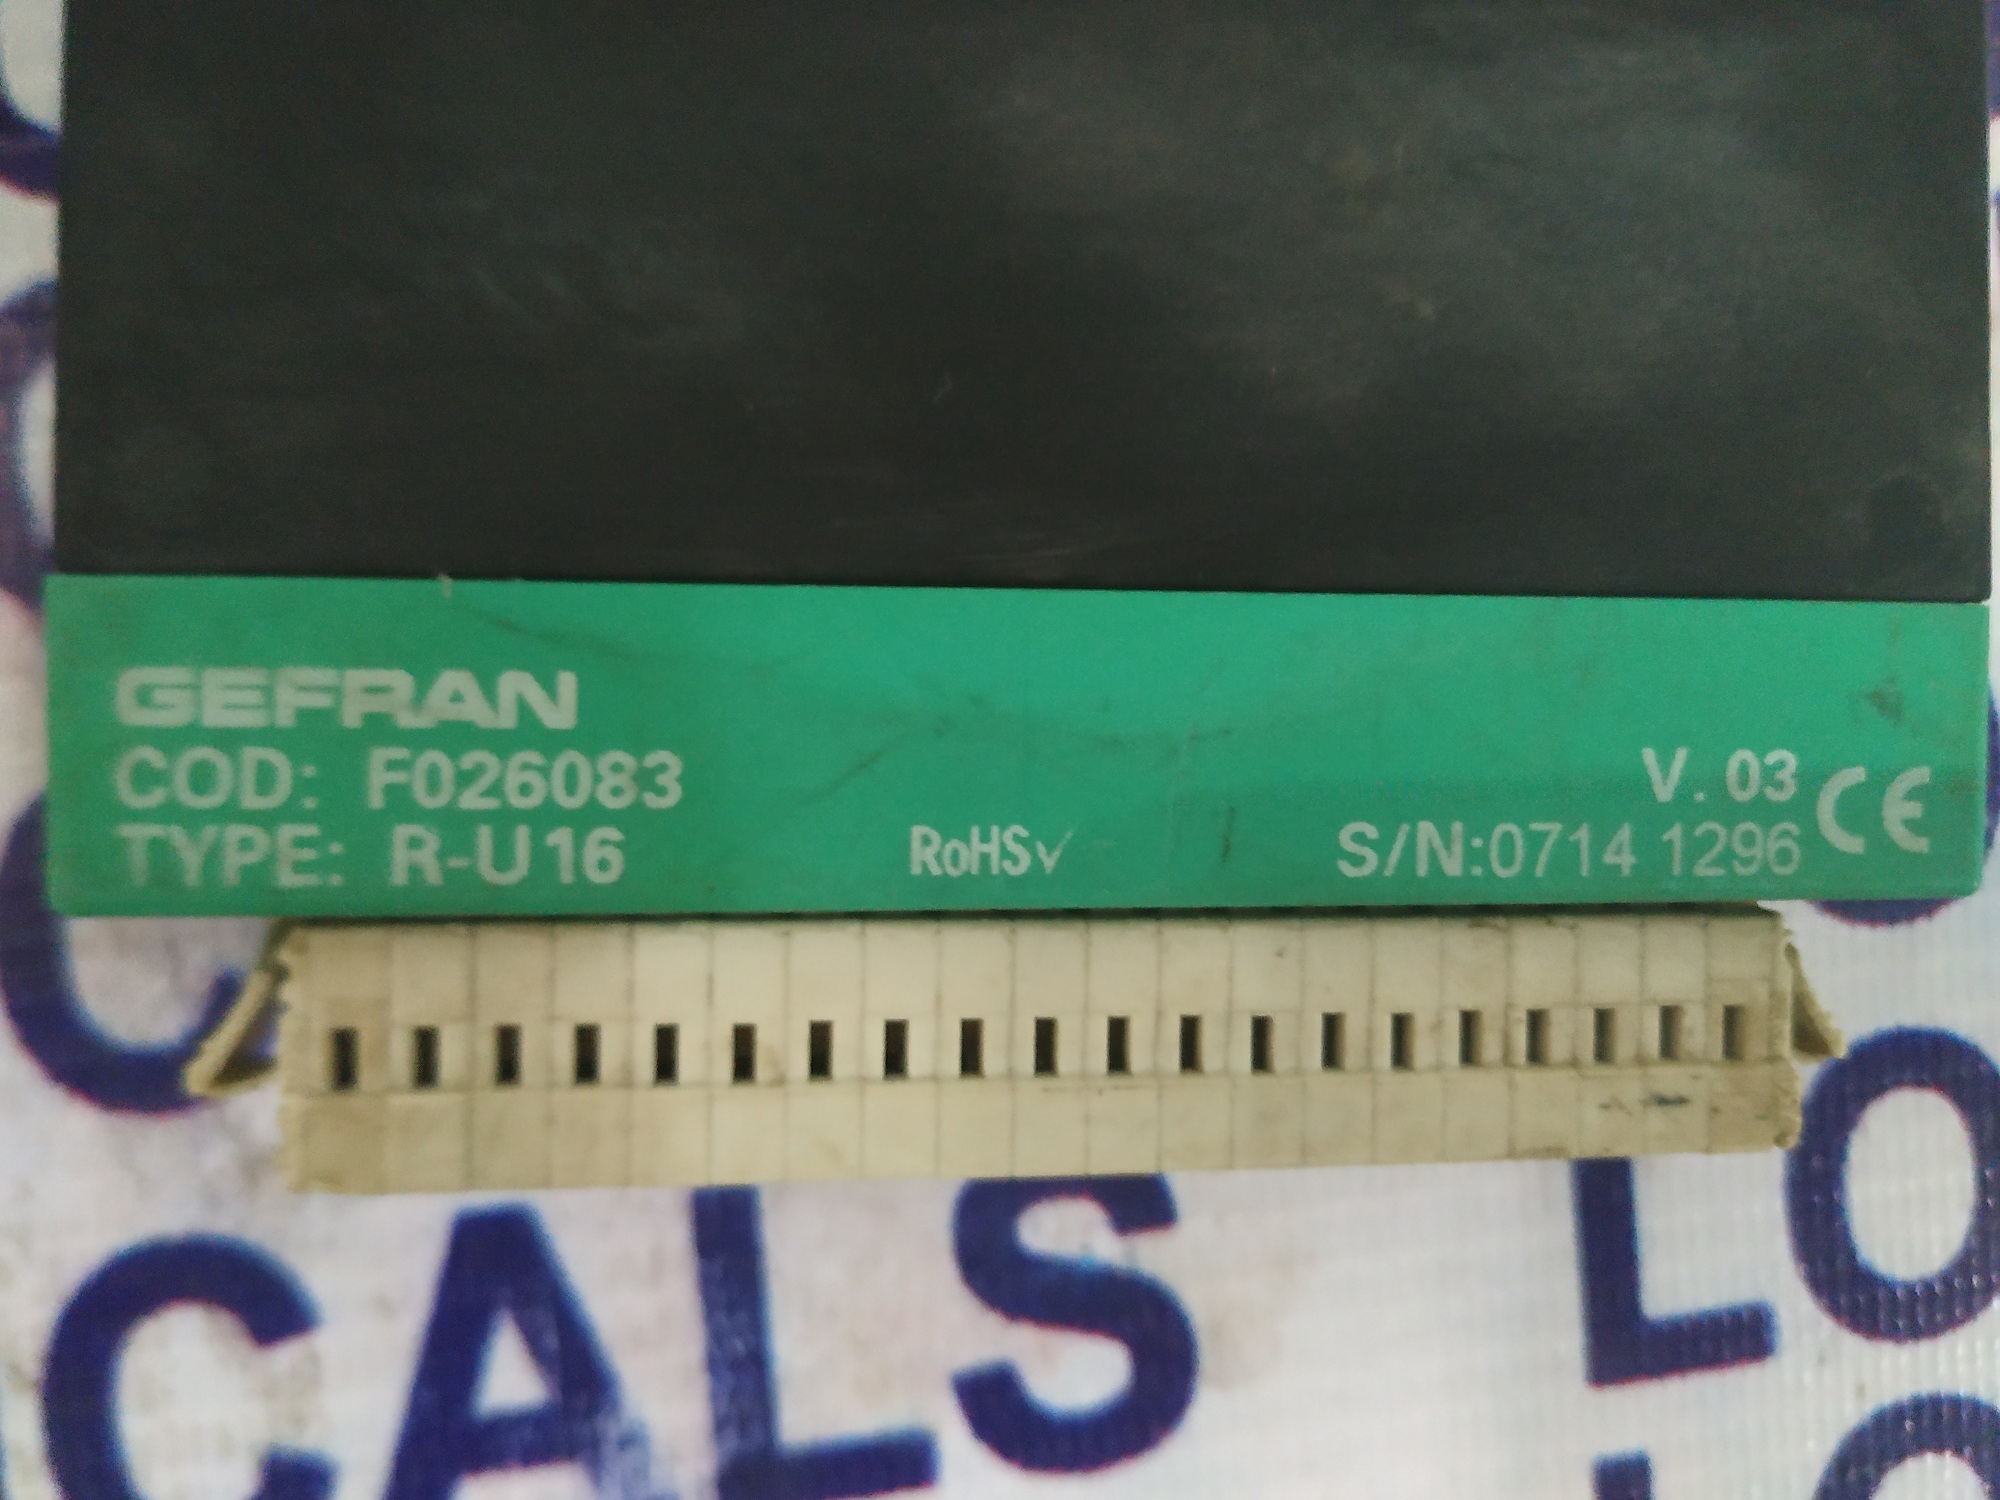 GEFRAN
COD: F026083
TYPE: R-U16
RoHS√
V. 03
S/N:0714 1296
CE
CALS
LO